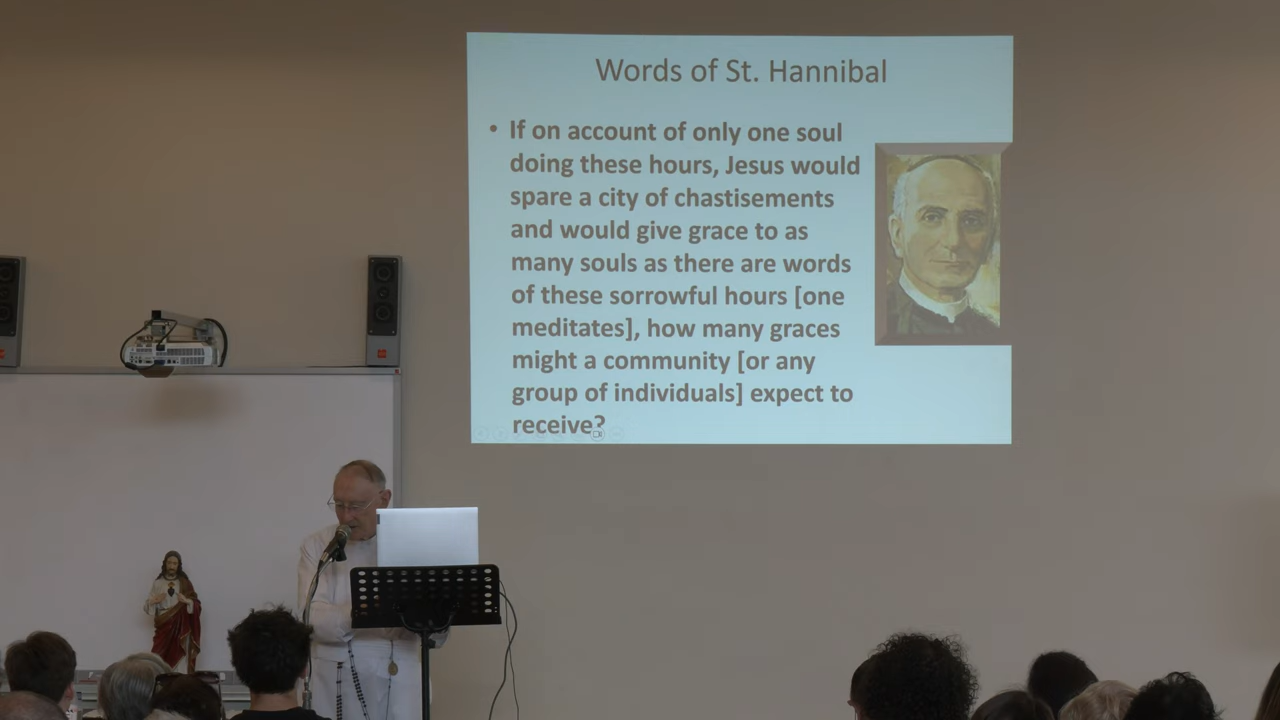 Words of St. Hannibal
• If on account of only one soul
doing these hours, Jesus would
spare a city of chastisements
and would give grace to as
many souls as there are words
of these sorrowful hours [one
meditates], how many graces
might a community [or any
group of individuals] expect to
receive?